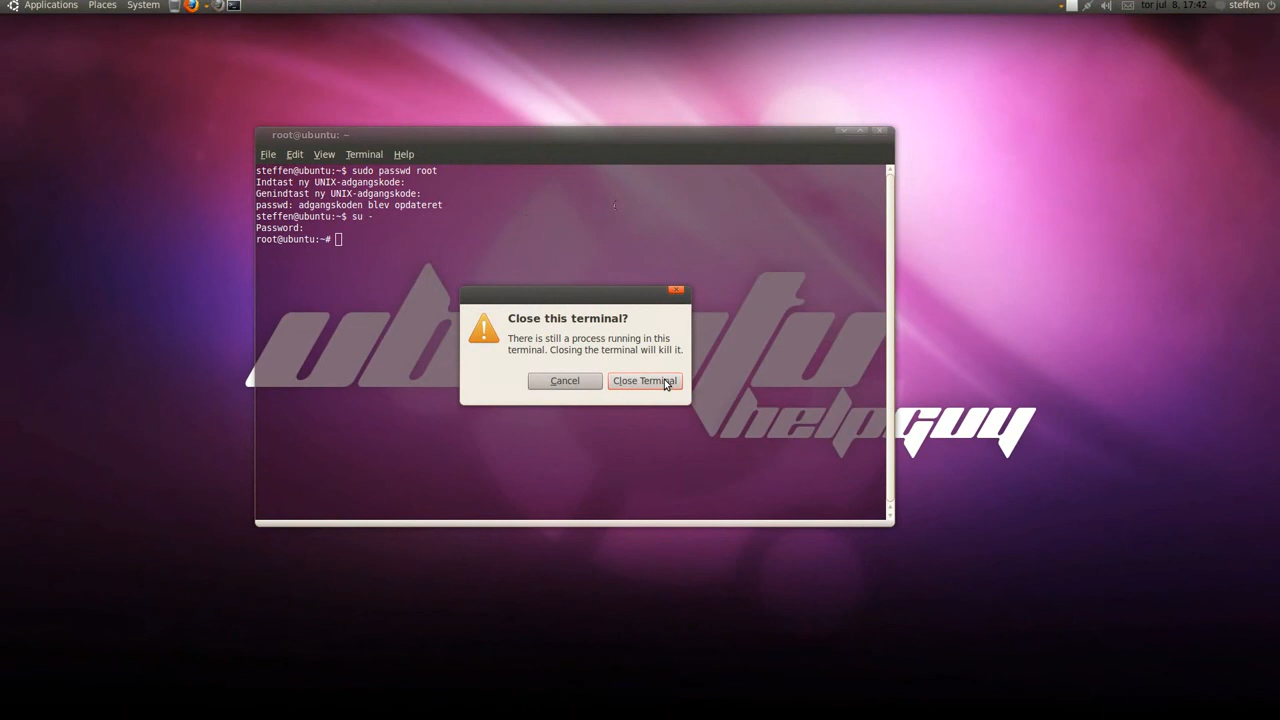 Applications Places System
tor jul 8, 17:42 steffen
root@ubuntu: ~
File Edit View Terminal Help
steffen@ubuntu:~$ sudo passwd root
Indtast ny UNIX-adgangskode:
Genindtast ny UNIX-adgangskode:
passwd: adgangskoden blev opdateret
steffen@ubuntu:~$ su -
Password:
root@ubuntu:~#
Close this terminal?
There is still a process running in this
terminal. Closing the terminal will kill it.
Cancel Close Terminal
ubuntu
helpguy